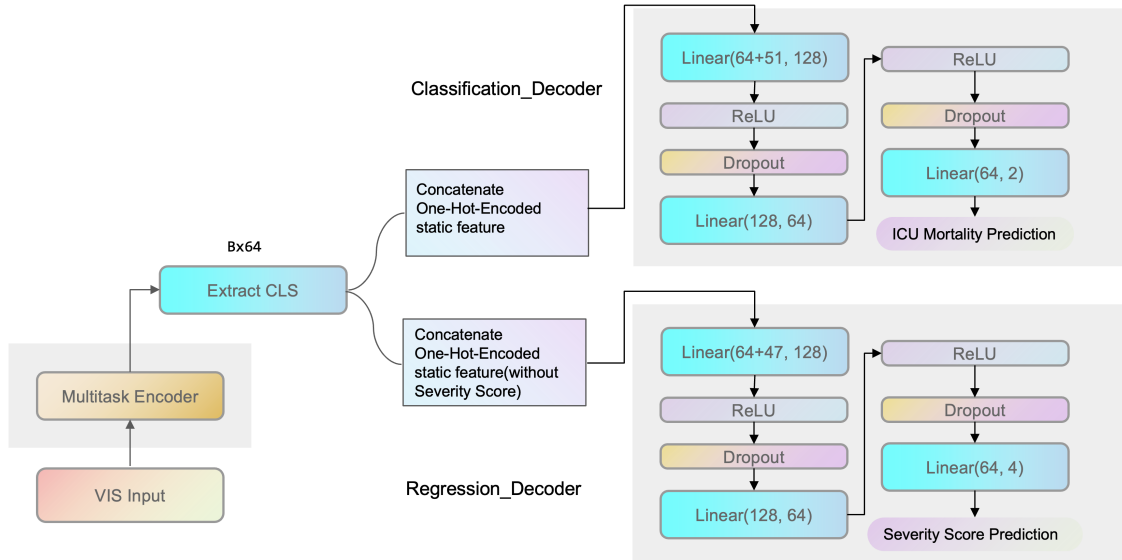 Classification_Decoder
Linear(64+51, 128)
ReLU
Dropout
Linear(128, 64)
ReLU
Dropout
Linear(64, 2)
ICU Mortality Prediction
Concatenate
One-Hot-Encoded
static feature
Bx64
Extract CLS
Concatenate
One-Hot-Encoded
static feature(without
Severity Score)
Multitask Encoder
VIS Input
Regression_Decoder
Linear(64+47, 128)
ReLU
Dropout
Linear(128, 64)
ReLU
Dropout
Linear(64, 4)
Severity Score Prediction